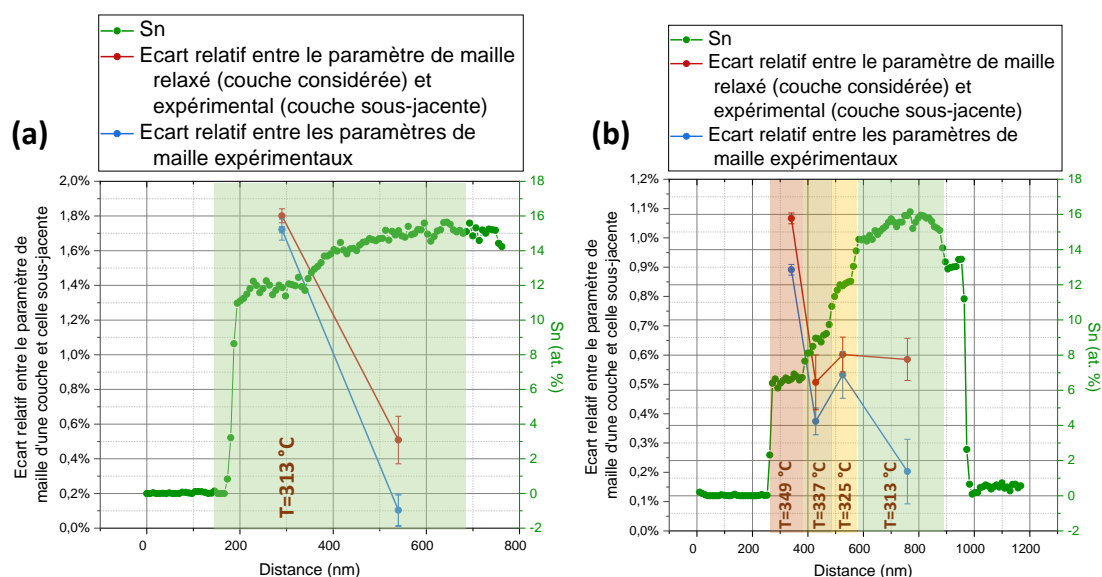 (a)
Sn
Ecart relatif entre le paramètre de maille
relaxé (couche considérée) et
expérimental (couche sous-jacente)
Ecart relatif entre les paramètres de
maille expérimentaux
2,0%
1,8%
1,6%
1,4%
1,2%
1,0%
0,8%
0,6%
0,4%
0,2%
0,0%
Ecart relatif entre le paramètre de
maille d'une couche et celle sous-jacente
18
16
14
12
10
8
6
4
2
0
-2
Sn (at. %)
T=313 °C
0
200
400
600
800
Distance (nm)
(b)
Sn
Ecart relatif entre le paramètre de maille
relaxé (couche considérée) et
expérimental (couche sous-jacente)
Ecart relatif entre les paramètres de
maille expérimentaux
1,2%
1,1%
1,0%
0,9%
0,8%
0,7%
0,6%
0,5%
0,4%
0,3%
0,2%
0,1%
0,0%
Ecart relatif entre le paramètre de
maille d'une couche et celle sous-jacente
18
16
14
12
10
8
6
4
2
0
-2
Sn (at. %)
T=349 °C
T=337 °C
T=325 °C
T=313 °C
0
200
400
600
800
1000
1200
Distance (nm)